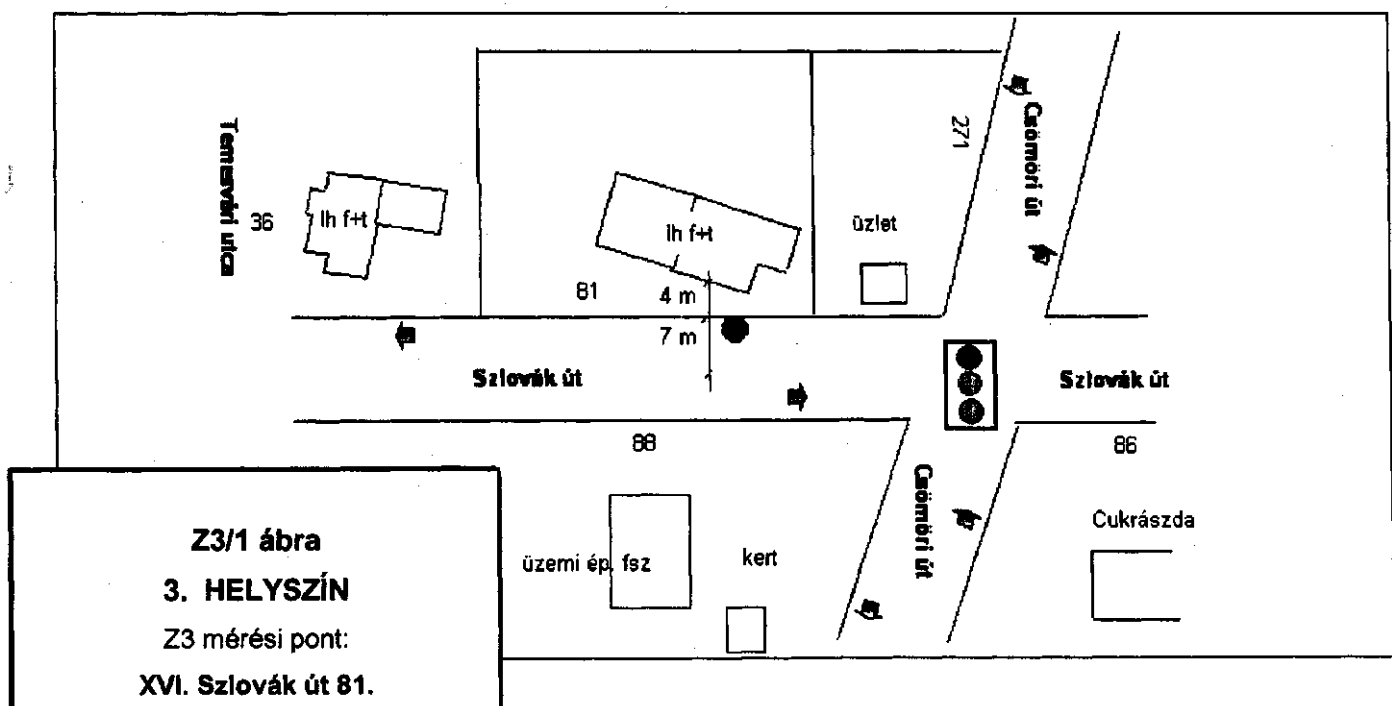 Temesvári utca
36
lh f+t
81
lh f+t
4 m
7 m
üzlet
271
Csömöri út
Szlovák út
Szlovák út
88
86
Csömöri út
üzemi ép. fsz
kert
Cukrászda
Z3/1 ábra
3. HELYSZÍN
Z3 mérési pont:
XVI. Szlovák út 81.